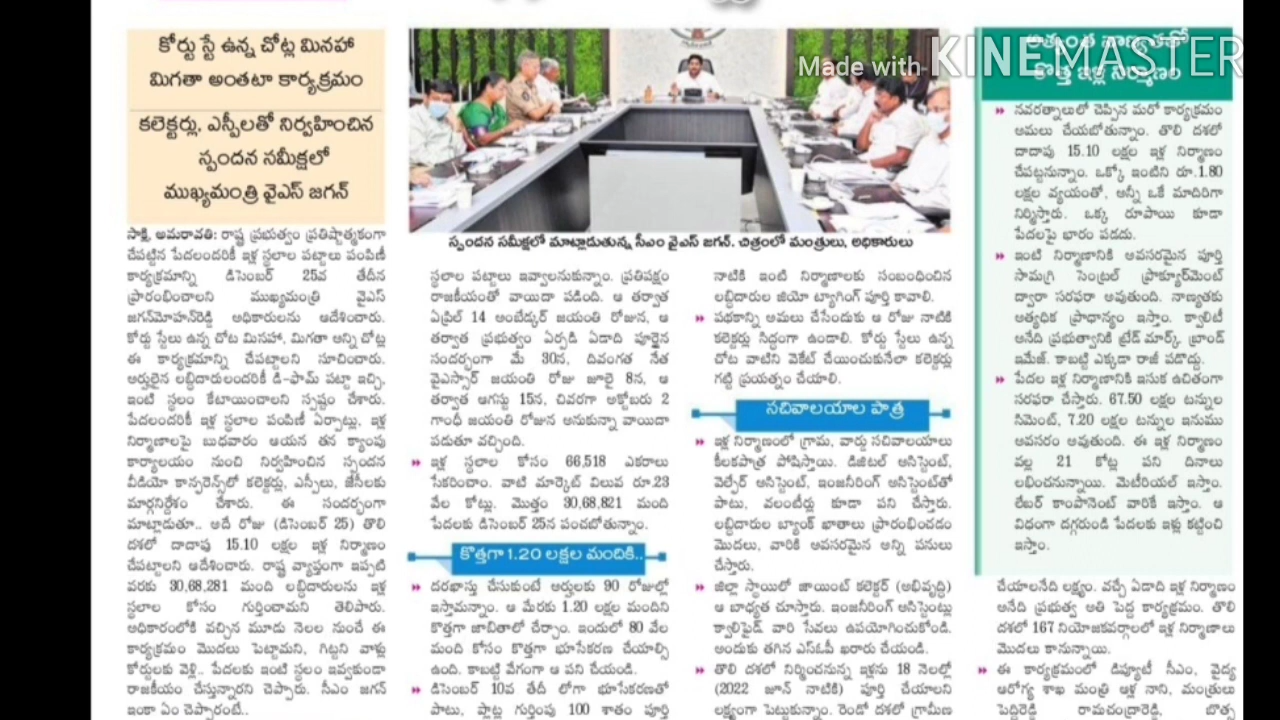 Made with KINEMASTER
కోర్టు స్టే ఉన్న చోట్ల మినహా
మిగతా అంతటా కార్యక్రమం
కలెక్టర్లు, ఎస్పీలతో నిర్వహించిన
స్పందన సమీక్షలో
ముఖ్యమంత్రి వైఎస్ జగన్
సాక్షి, అమరావతి: రాష్ట్ర ప్రభుత్వం ప్రతిష్టాత్మకంగా
చేపట్టిన పేదలందరికీ ఇళ్ల స్థలాల పట్టాలు పంపిణీ
కార్యక్రమాన్ని డిసెంబర్ 25వ తేదీన
ప్రారంభించాలని ముఖ్యమంత్రి వైఎస్
జగన్‌మోహన్‌రెడ్డి అధికారులను ఆదేశించారు.
కోర్టు స్టేలు ఉన్న చోట మినహా, మిగతా అన్ని చోట్ల
ఈ కార్యక్రమాన్ని చేపట్టాలని సూచించారు.
అర్హులైన లబ్ధిదారులందరికీ డి-ఫామ్ పట్టా ఇచ్చి,
ఇంటి స్థలం కేటాయించాలని స్పష్టం చేశారు.
పేదలందరికీ ఇళ్ల స్థలాల పంపిణీ ఏర్పాట్లు, ఇళ్ల
నిర్మాణాలపై బుధవారం ఆయన తన క్యాంపు
కార్యాలయం నుంచి నిర్వహించిన స్పందన
వీడియో కాన్ఫరెన్స్‌లో కలెక్టర్లు, ఎస్పీలు, జేసీలకు
మార్గనిర్దేశం చేశారు. ఈ సందర్భంగా
మాట్లాడుతూ.. అదే రోజు (డిసెంబర్ 25) తొలి
దశలో దాదాపు 15.10 లక్షల ఇళ్ల నిర్మాణం
చేపట్టాలని ఆదేశించారు. రాష్ట్ర వ్యాప్తంగా ఇప్పటి
వరకు 30,68,281 మంది లబ్ధిదారులను ఇళ్ల
స్థలాల కోసం గుర్తించామని తెలిపారు.
అధికారంలోకి వచ్చిన మూడు నెలల నుంచే ఈ
కార్యక్రమం మొదలు పెట్టామని, గిట్టని వాళ్లు
కోర్టులకు వెళ్లి.. పేదలకు ఇంటి స్థలం ఇవ్వకుండా
రాజకీయం చేస్తున్నారని చెప్పారు. సీఎం జగన్
ఇంకా ఏం చెప్పారంటే..
స్పందన సమీక్షలో మాట్లాడుతున్న సీఎం వైఎస్ జగన్. చిత్రంలో మంత్రులు, అధికారులు
స్థలాల పట్టాలు ఇవ్వాలనుకున్నాం. ప్రతిపక్షం
రాజకీయంతో వాయిదా పడింది. ఆ తర్వాత
ఏప్రిల్ 14 అంబేడ్కర్ జయంతి రోజున, ఆ
తర్వాత ప్రభుత్వం ఏర్పడి ఏడాది పూర్తైన
సందర్భంగా మే 30న, దివంగత నేత
వైఎస్సార్ జయంతి రోజు జూలై 8న, ఆ
తర్వాత ఆగస్టు 15న, చివరగా అక్టోబరు 2
గాంధీ జయంతి రోజున అనుకున్నా వాయిదా
పడుతూ వచ్చింది.
ఇళ్ల స్థలాల కోసం 66,518 ఎకరాలు
సేకరించాం. వాటి మార్కెట్ విలువ రూ.23
వేల కోట్లు. మొత్తం 30,68,821 మంది
పేదలకు డిసెంబర్ 25న పంచబోతున్నాం.
కొత్తగా 1.20 లక్షల మందికి..
దరఖాస్తు చేసుకుంటే అర్హులకు 90 రోజుల్లో
ఇస్తామన్నాం. ఆ మేరకు 1.20 లక్షల మందిని
కొత్తగా జాబితాలో చేర్చాం. ఇందులో 80 వేల
మంది కోసం కొత్తగా భూసేకరణ చేయాల్సి
ఉంది. కాబట్టి వేగంగా ఆ పని చేయండి.
డిసెంబర్ 10వ తేదీ లోగా భూసేకరణతో
పాటు, ప్లాట్ల గుర్తింపు 100 శాతం పూర్తి
నాటికి ఇంటి నిర్మాణాలకు సంబంధించిన
లబ్ధిదారుల జియో ట్యాగింగ్ పూర్తి కావాలి.
పథకాన్ని అమలు చేసేందుకు ఆ రోజు నాటికి
కలెక్టర్లు సిద్ధంగా ఉండాలి. కోర్టు స్టేలు ఉన్న
చోట వాటిని వెకేట్ చేయించుకునేలా కలెక్టర్లు
గట్టి ప్రయత్నం చేయాలి.
సచివాలయాల పాత్ర
ఇళ్ల నిర్మాణంలో గ్రామ, వార్డు సచివాలయాలు
కీలకపాత్ర పోషిస్తాయి. డిజిటల్ అసిస్టెంట్,
వెల్ఫేర్ అసిస్టెంట్, ఇంజనీరింగ్ అసిస్టెంట్‌తో
పాటు, వలంటీర్లు కూడా పని చేస్తారు.
లబ్ధిదారుల బ్యాంక్ ఖాతాలు ప్రారంభించడం
మొదలు, వారికి అవసరమైన అన్ని పనులు
చేస్తారు.
జిల్లా స్థాయిలో జాయింట్ కలెక్టర్ (అభివృద్ధి)
ఆ బాధ్యత చూస్తారు. ఇంజనీరింగ్ అసిస్టెంట్లు
క్వాలిఫైడ్ వారి సేవలు ఉపయోగించుకోండి.
అందుకు తగిన ఎస్ఓపీ ఖరారు చేయండి.
తొలి దశలో నిర్మించనున్న ఇళ్లను 18 నెలల్లో
(2022 జూన్ నాటికి) పూర్తి చేయాలని
లక్ష్యంగా పెట్టుకున్నాం. రెండో దశలో గ్రామీణ
కొత్త ఇళ్ల నిర్మాణం
నవరత్నాలలో చెప్పిన మరో కార్యక్రమం
అమలు చేయబోతున్నాం. తొలి దశలో
దాదాపు 15.10 లక్షల ఇళ్ల నిర్మాణం
చేపట్టనున్నాం. ఒక్కో ఇంటిని రూ.1.80
లక్షల వ్యయంతో, అన్నీ ఒకే మాదిరిగా
నిర్మిస్తారు. ఒక్క రూపాయి కూడా
పేదలపై భారం పడదు.
ఇంటి నిర్మాణానికి అవసరమైన పూర్తి
సామగ్రి సెంట్రల్ ప్రొక్యూర్‌మెంట్
ద్వారా సరఫరా అవుతుంది. నాణ్యతకు
అత్యధిక ప్రాధాన్యం ఇస్తాం. క్వాలిటీ
అనేది ప్రభుత్వానికి ట్రేడ్ మార్క్, బ్రాండ్
ఇమేజ్. కాబట్టి ఎక్కడా రాజీ పడొద్దు.
పేదల ఇళ్ల నిర్మాణానికి ఇసుక ఉచితంగా
సరఫరా చేస్తారు. 67.50 లక్షల టన్నుల
సిమెంట్, 7.20 లక్షల టన్నుల ఇనుము
అవసరం అవుతుంది. ఈ ఇళ్ల నిర్మాణం
వల్ల 21 కోట్ల పని దినాలు
లభించనున్నాయి. మెటీరియల్ ఇస్తాం.
లేబర్ కాంపొనెంట్ వారికే ఇస్తాం. ఆ
విధంగా దగ్గరుండి పేదలకు ఇళ్లు కట్టించి
ఇస్తాం.
చేయాలనేది లక్ష్యం. వచ్చే ఏడాది ఇళ్ల నిర్మాణం
అనేది ప్రభుత్వ అతి పెద్ద కార్యక్రమం. తొలి
దశలో 167 నియోజకవర్గాలలో ఇళ్ల నిర్మాణాలు
మొదలు కానున్నాయి.
ఈ కార్యక్రమంలో డిప్యూటీ సీఎం, వైద్య
ఆరోగ్య శాఖ మంత్రి ఆళ్ల నాని, మంత్రులు
పెద్దిరెడ్డి రామచంద్రారెడ్డి, బొత్స